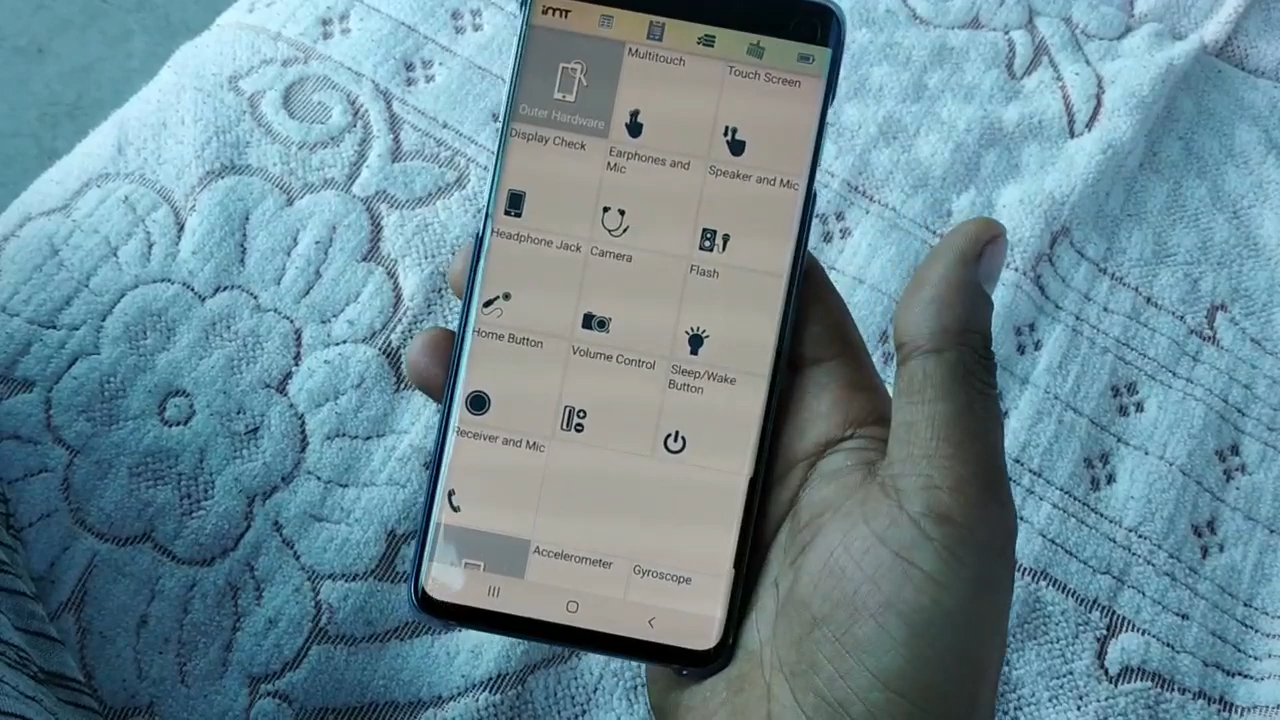 iMT
Outer Hardware
Multitouch
Touch Screen
Display Check
Earphones and
Mic
Speaker and Mic
Headphone Jack
Camera
Flash
Home Button
Volume Control
Sleep/Wake
Button
Receiver and Mic
Accelerometer
Gyroscope